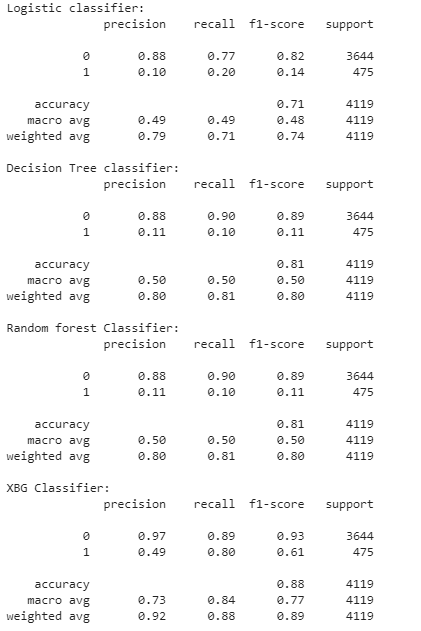 Logistic classifier:
precision recall f1-score support
0 0.88 0.77 0.82 3644
1 0.10 0.20 0.14 475
accuracy 0.71 4119
macro avg 0.49 0.49 0.48 4119
weighted avg 0.79 0.71 0.74 4119
Decision Tree classifier:
precision recall f1-score support
0 0.88 0.90 0.89 3644
1 0.11 0.10 0.11 475
accuracy 0.81 4119
macro avg 0.50 0.50 0.50 4119
weighted avg 0.80 0.81 0.80 4119
Random forest Classifier:
precision recall f1-score support
0 0.88 0.90 0.89 3644
1 0.11 0.10 0.11 475
accuracy 0.81 4119
macro avg 0.50 0.50 0.50 4119
weighted avg 0.80 0.81 0.80 4119
XBG Classifier:
precision recall f1-score support
0 0.97 0.89 0.93 3644
1 0.49 0.80 0.61 475
accuracy 0.88 4119
macro avg 0.73 0.84 0.77 4119
weighted avg 0.92 0.88 0.89 4119